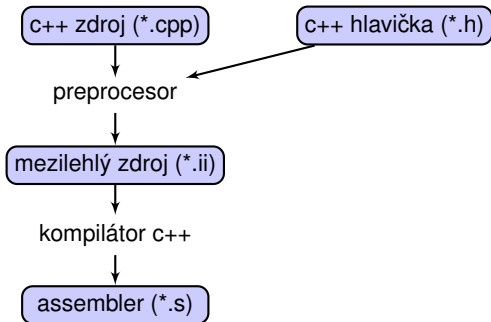 c++ zdroj (*.cpp)
c++ hlavička (*.h)
preprocesor
mezilehlý zdroj (*.ii)
kompilátor c++
assembler (*.s)